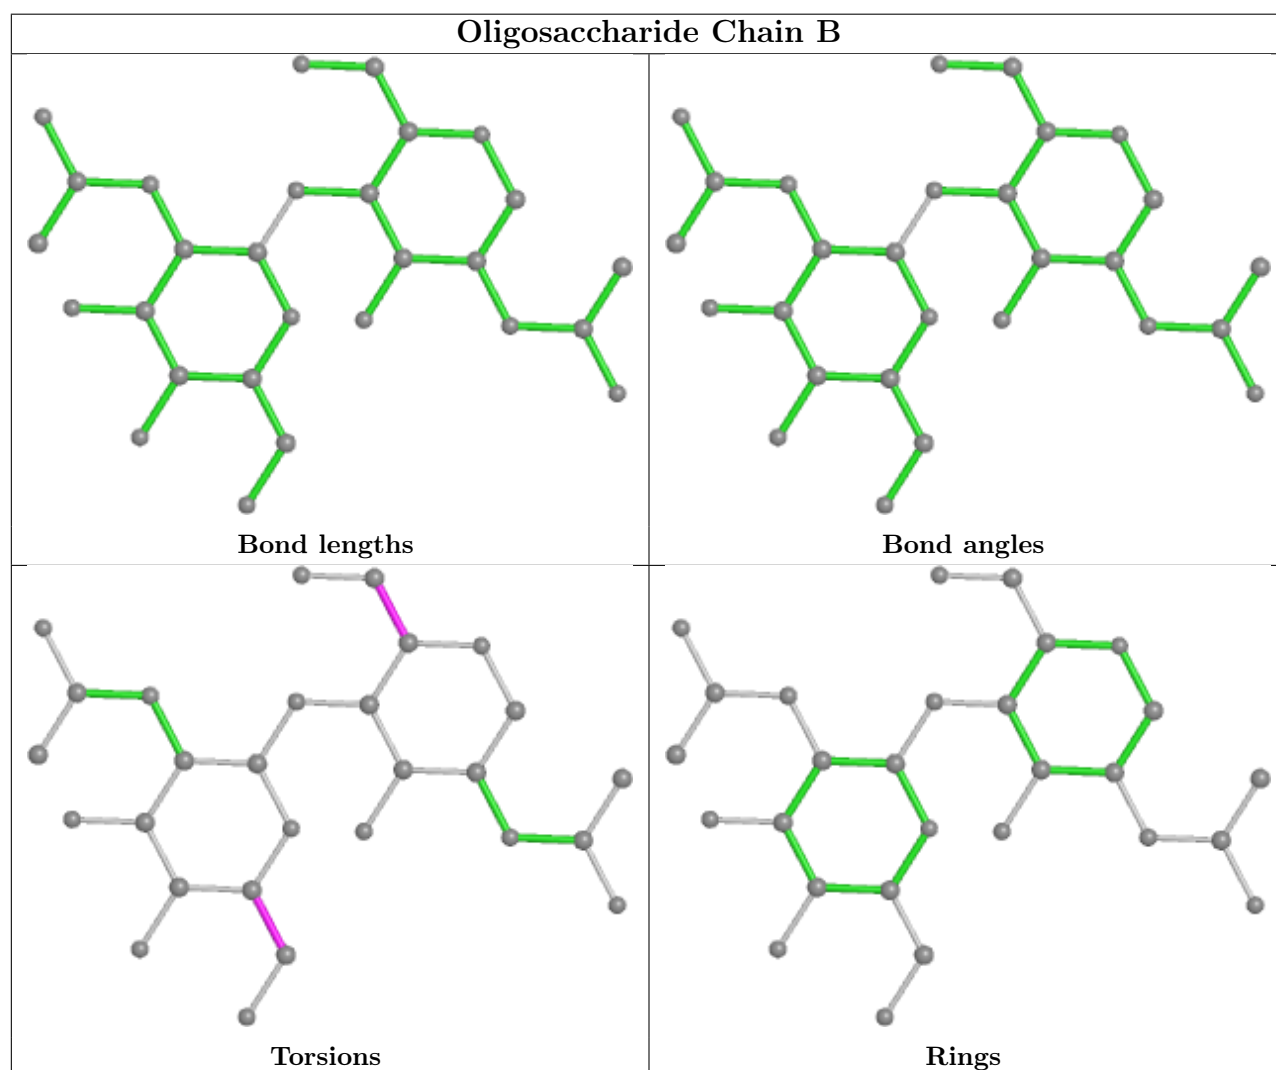 Oligosaccharide Chain B
Bond lengths
Bond angles
Torsions
Rings